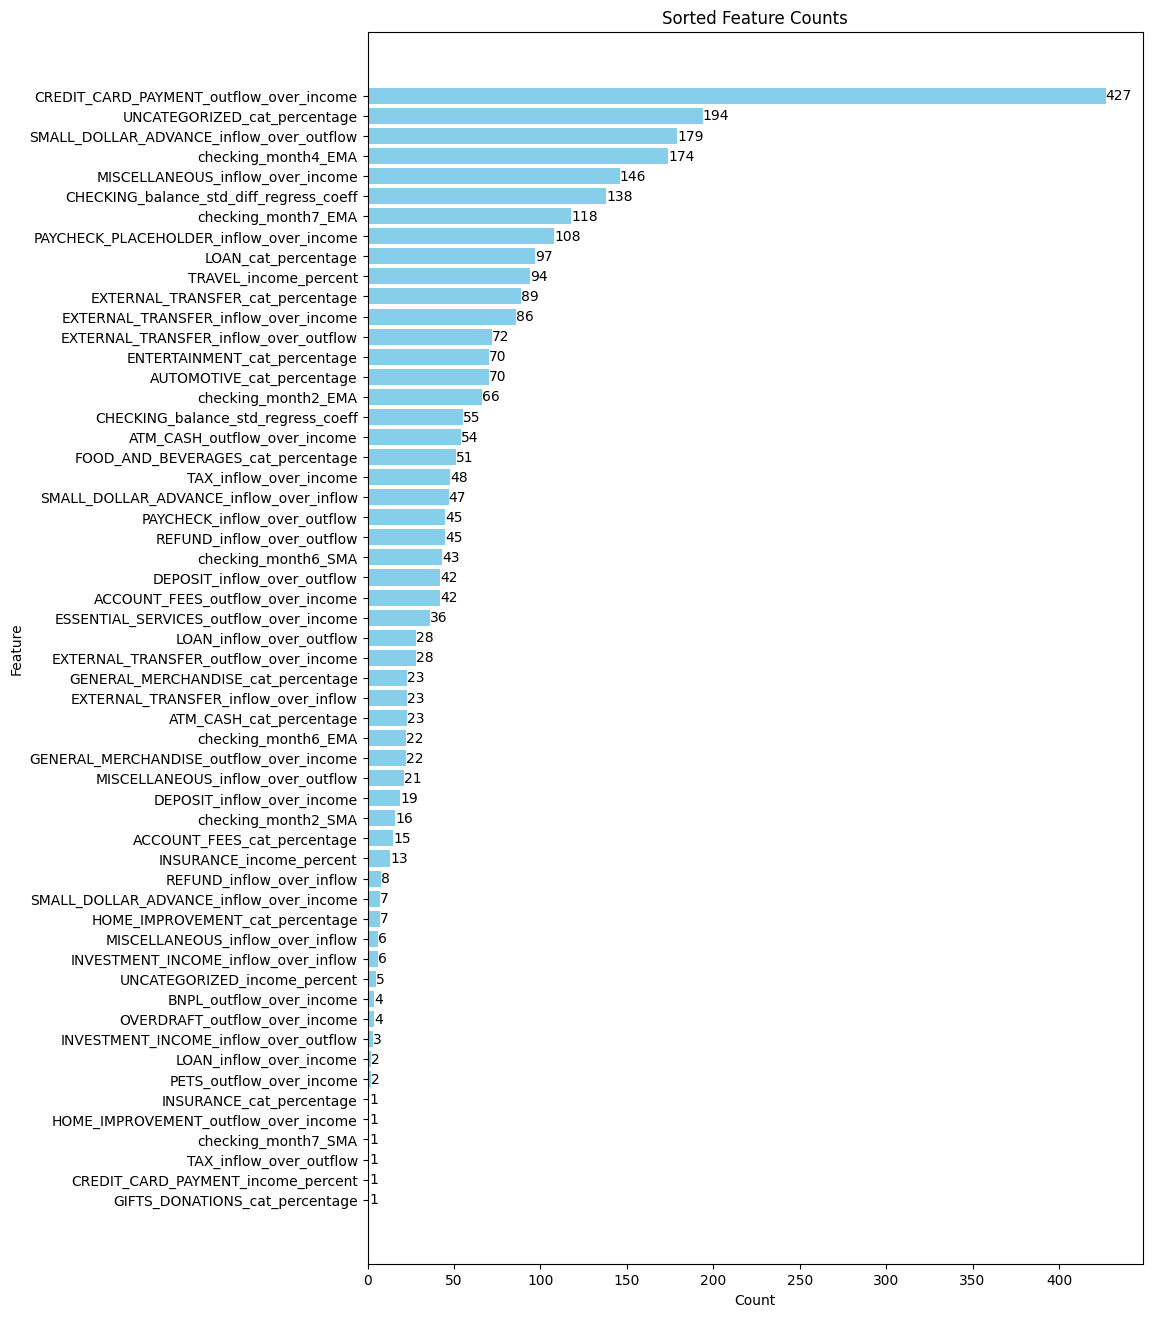 Sorted Feature Counts
CREDIT_CARD_PAYMENT_outflow_over_income 427
UNCATEGORIZED_cat_percentage 194
SMALL_DOLLAR_ADVANCE_inflow_over_outflow 179
checking_month4_EMA 174
MISCELLANEOUS_inflow_over_income 146
CHECKING_balance_std_diff_regress_coeff 138
checking_month7_EMA 118
PAYCHECK_PLACEHOLDER_inflow_over_income 108
LOAN_cat_percentage 97
TRAVEL_income_percent 94
EXTERNAL_TRANSFER_cat_percentage 89
EXTERNAL_TRANSFER_inflow_over_income 86
EXTERNAL_TRANSFER_inflow_over_outflow 72
ENTERTAINMENT_cat_percentage 70
AUTOMOTIVE_cat_percentage 70
checking_month2_EMA 66
CHECKING_balance_std_regress_coeff 55
ATM_CASH_outflow_over_income 54
FOOD_AND_BEVERAGES_cat_percentage 51
TAX_inflow_over_income 48
SMALL_DOLLAR_ADVANCE_inflow_over_inflow 47
PAYCHECK_inflow_over_outflow 45
REFUND_inflow_over_outflow 45
checking_month6_SMA 43
DEPOSIT_inflow_over_outflow 42
ACCOUNT_FEES_outflow_over_income 42
ESSENTIAL_SERVICES_outflow_over_income 36
LOAN_inflow_over_outflow 28
EXTERNAL_TRANSFER_outflow_over_income 28
GENERAL_MERCHANDISE_cat_percentage 23
EXTERNAL_TRANSFER_inflow_over_inflow 23
ATM_CASH_cat_percentage 23
checking_month6_EMA 22
GENERAL_MERCHANDISE_outflow_over_income 22
MISCELLANEOUS_inflow_over_outflow 21
DEPOSIT_inflow_over_income 19
checking_month2_SMA 16
ACCOUNT_FEES_cat_percentage 15
INSURANCE_income_percent 13
REFUND_inflow_over_inflow 8
SMALL_DOLLAR_ADVANCE_inflow_over_income 7
HOME_IMPROVEMENT_cat_percentage 7
MISCELLANEOUS_inflow_over_inflow 6
INVESTMENT_INCOME_inflow_over_inflow 6
UNCATEGORIZED_income_percent 5
BNPL_outflow_over_income 4
OVERDRAFT_outflow_over_income 4
INVESTMENT_INCOME_inflow_over_outflow 3
LOAN_inflow_over_income 2
PETS_outflow_over_income 2
INSURANCE_cat_percentage 1
HOME_IMPROVEMENT_outflow_over_income 1
checking_month7_SMA 1
TAX_inflow_over_outflow 1
CREDIT_CARD_PAYMENT_income_percent 1
GIFTS_DONATIONS_cat_percentage 1
Feature
0 50 100 150 200 250 300 350 400
Count